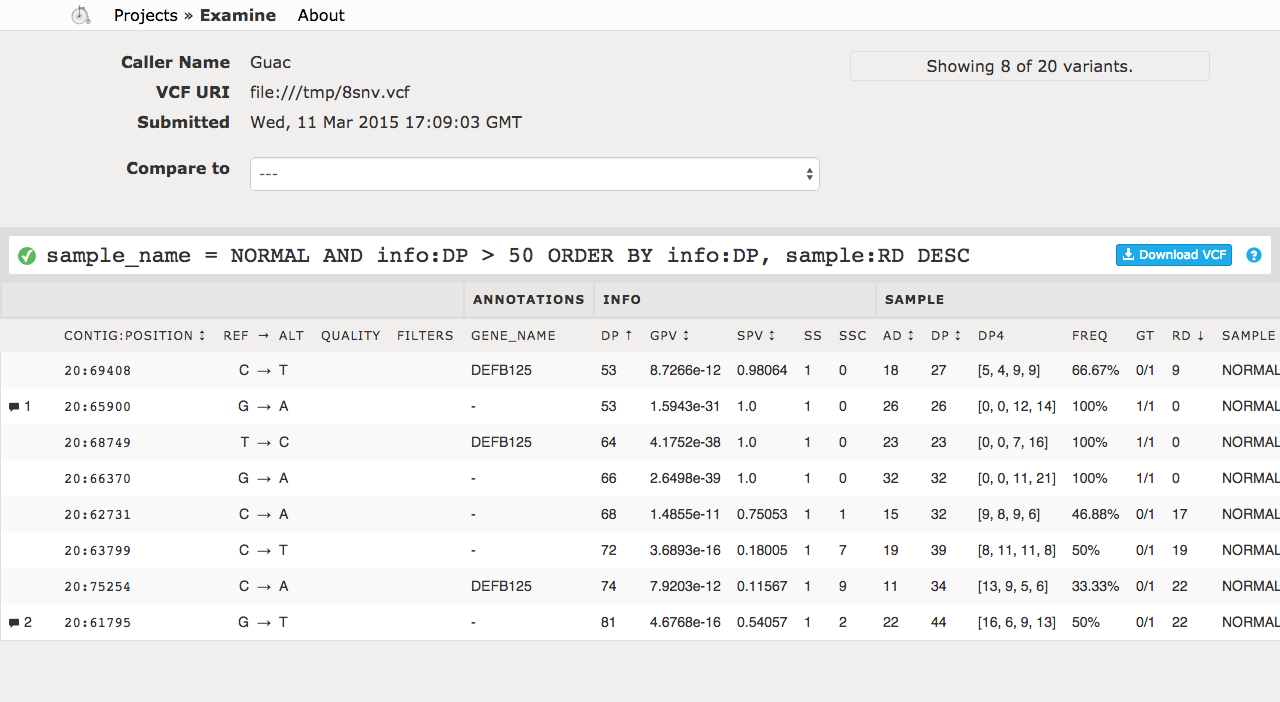 Projects » Examine About
Caller Name Guac
Showing 8 of 20 variants.
VCF URI file:///tmp/8snv.vcf
Submitted Wed, 11 Mar 2015 17:09:03 GMT
Compare to ---
sample_name = NORMAL AND info:DP > 50 ORDER BY info:DP, sample:RD DESC Download VCF ?
ANNOTATIONS INFO SAMPLE
CONTIG:POSITION ↕ REF → ALT QUALITY FILTERS GENE_NAME DP ↑ GPV ↕ SPV ↕ SS SSC AD ↕ DP ↕ DP4 FREQ GT RD ↓ SAMPLE
20:69408 C → T DEFB125 53 8.7266e-12 0.98064 1 0 18 27 [5, 4, 9, 9] 66.67% 0/1 9 NORMAL
1 20:65900 G → A - 53 1.5943e-31 1.0 1 0 26 26 [0, 0, 12, 14] 100% 1/1 0 NORMAL
20:68749 T → C DEFB125 64 4.1752e-38 1.0 1 0 23 23 [0, 0, 7, 16] 100% 1/1 0 NORMAL
20:66370 G → A - 66 2.6498e-39 1.0 1 0 32 32 [0, 0, 11, 21] 100% 1/1 0 NORMAL
20:62731 C → A - 68 1.4855e-11 0.75053 1 1 15 32 [9, 8, 9, 6] 46.88% 0/1 17 NORMAL
20:63799 C → T - 72 3.6893e-16 0.18005 1 7 19 39 [8, 11, 11, 8] 50% 0/1 19 NORMAL
20:75254 C → A DEFB125 74 7.9203e-12 0.11567 1 9 11 34 [13, 9, 5, 6] 33.33% 0/1 22 NORMAL
2 20:61795 G → T - 81 4.6768e-16 0.54057 1 2 22 44 [16, 6, 9, 13] 50% 0/1 22 NORMAL